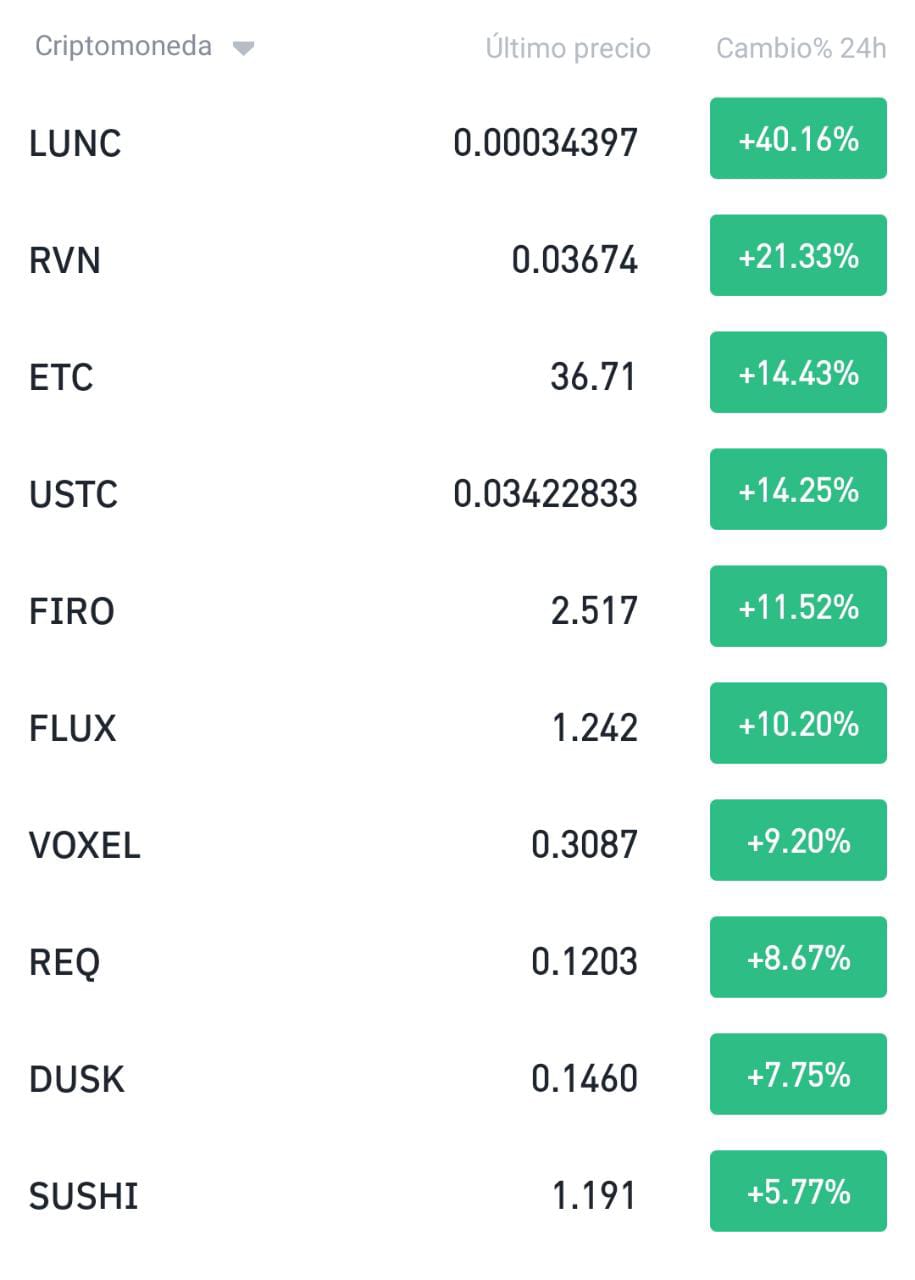 Criptomoneda Último precio Cambio% 24h
LUNC 0.00034397 +40.16%
RVN 0.03674 +21.33%
ETC 36.71 +14.43%
USTC 0.03422833 +14.25%
FIRO 2.517 +11.52%
FLUX 1.242 +10.20%
VOXEL 0.3087 +9.20%
REQ 0.1203 +8.67%
DUSK 0.1460 +7.75%
SUSHI 1.191 +5.77%